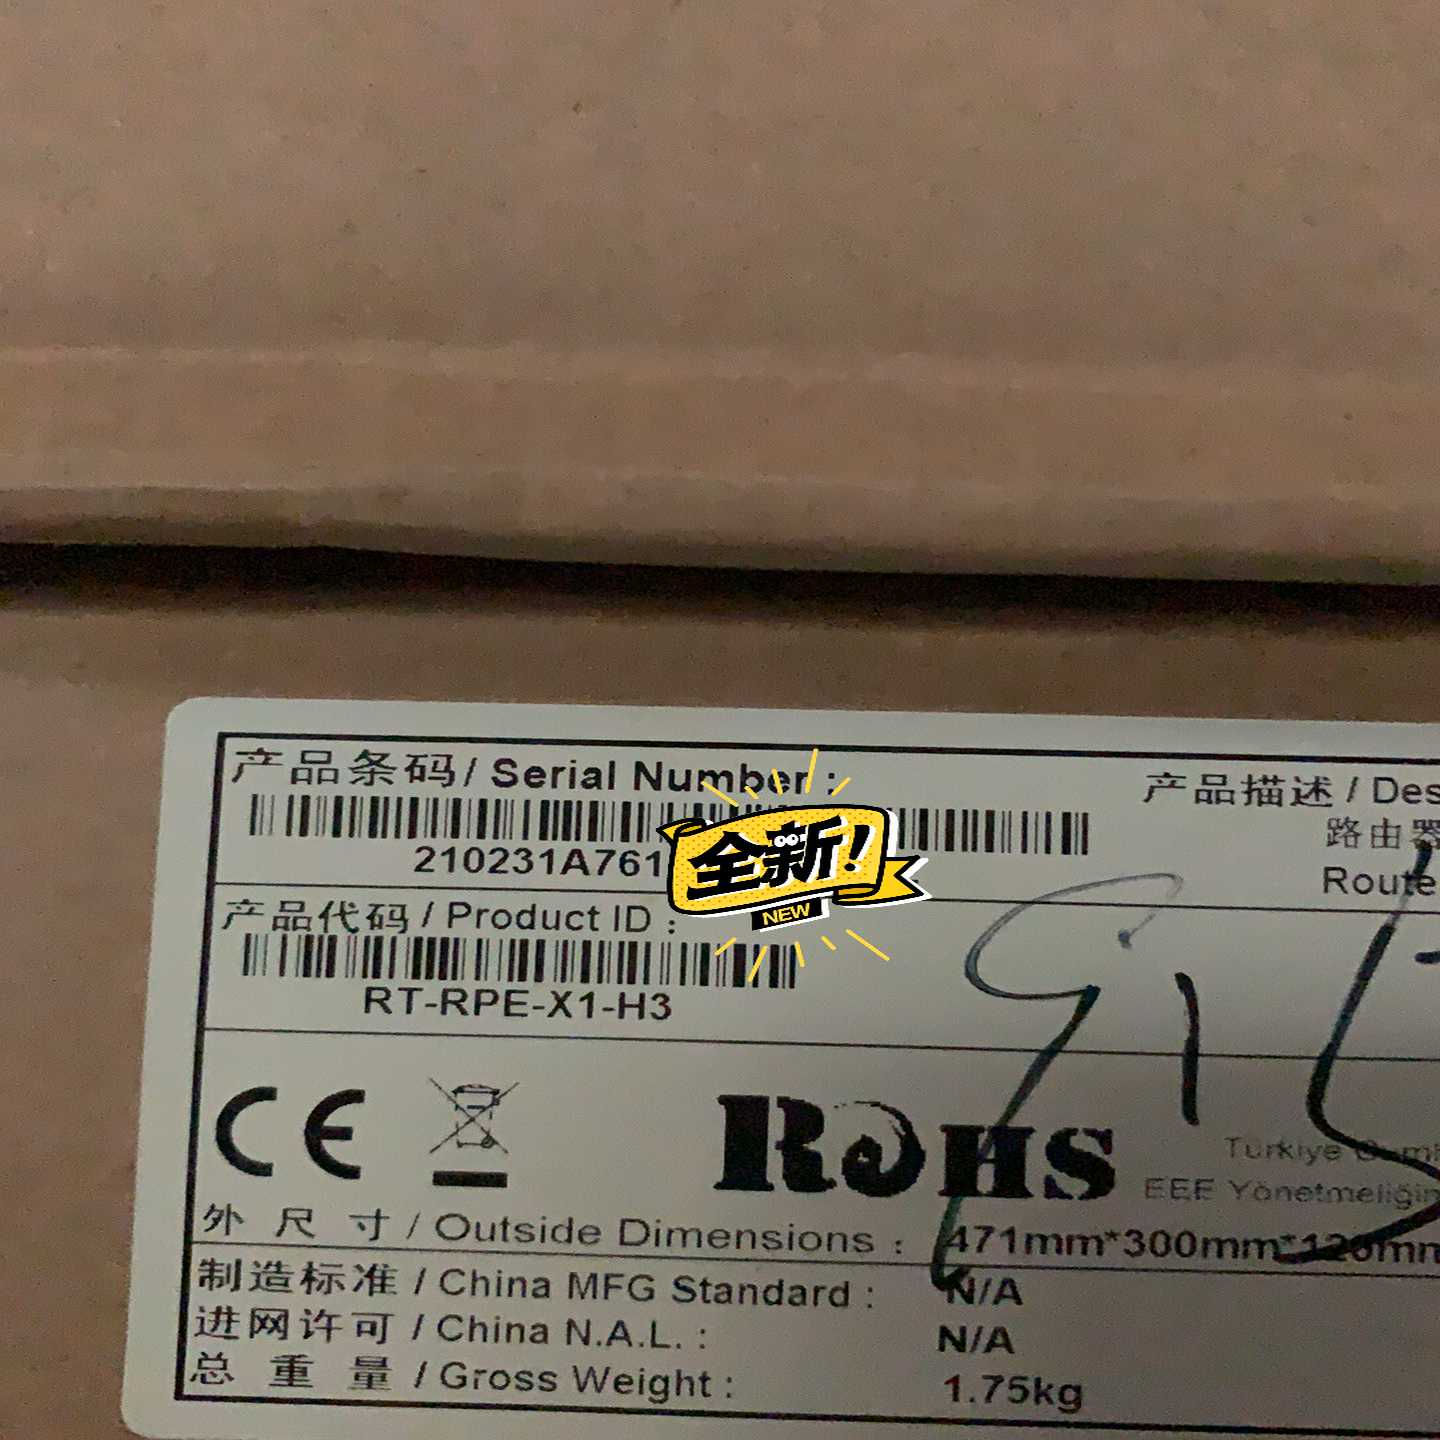 产品条码 / Serial Number :
210231A761
全新!
NEW
产品描述 / Des
路由器
Route
产品代码 / Product ID :
RT-RPE-X1-H3
CE
RoHS
Türkiye
EEE Yönetmeliğin
外 尺 寸 / Outside Dimensions : 471mm*300mm*120mm
制造标准 / China MFG Standard : N/A
进网许可 / China N.A.L. : N/A
总 重 量 / Gross Weight : 1.75kg